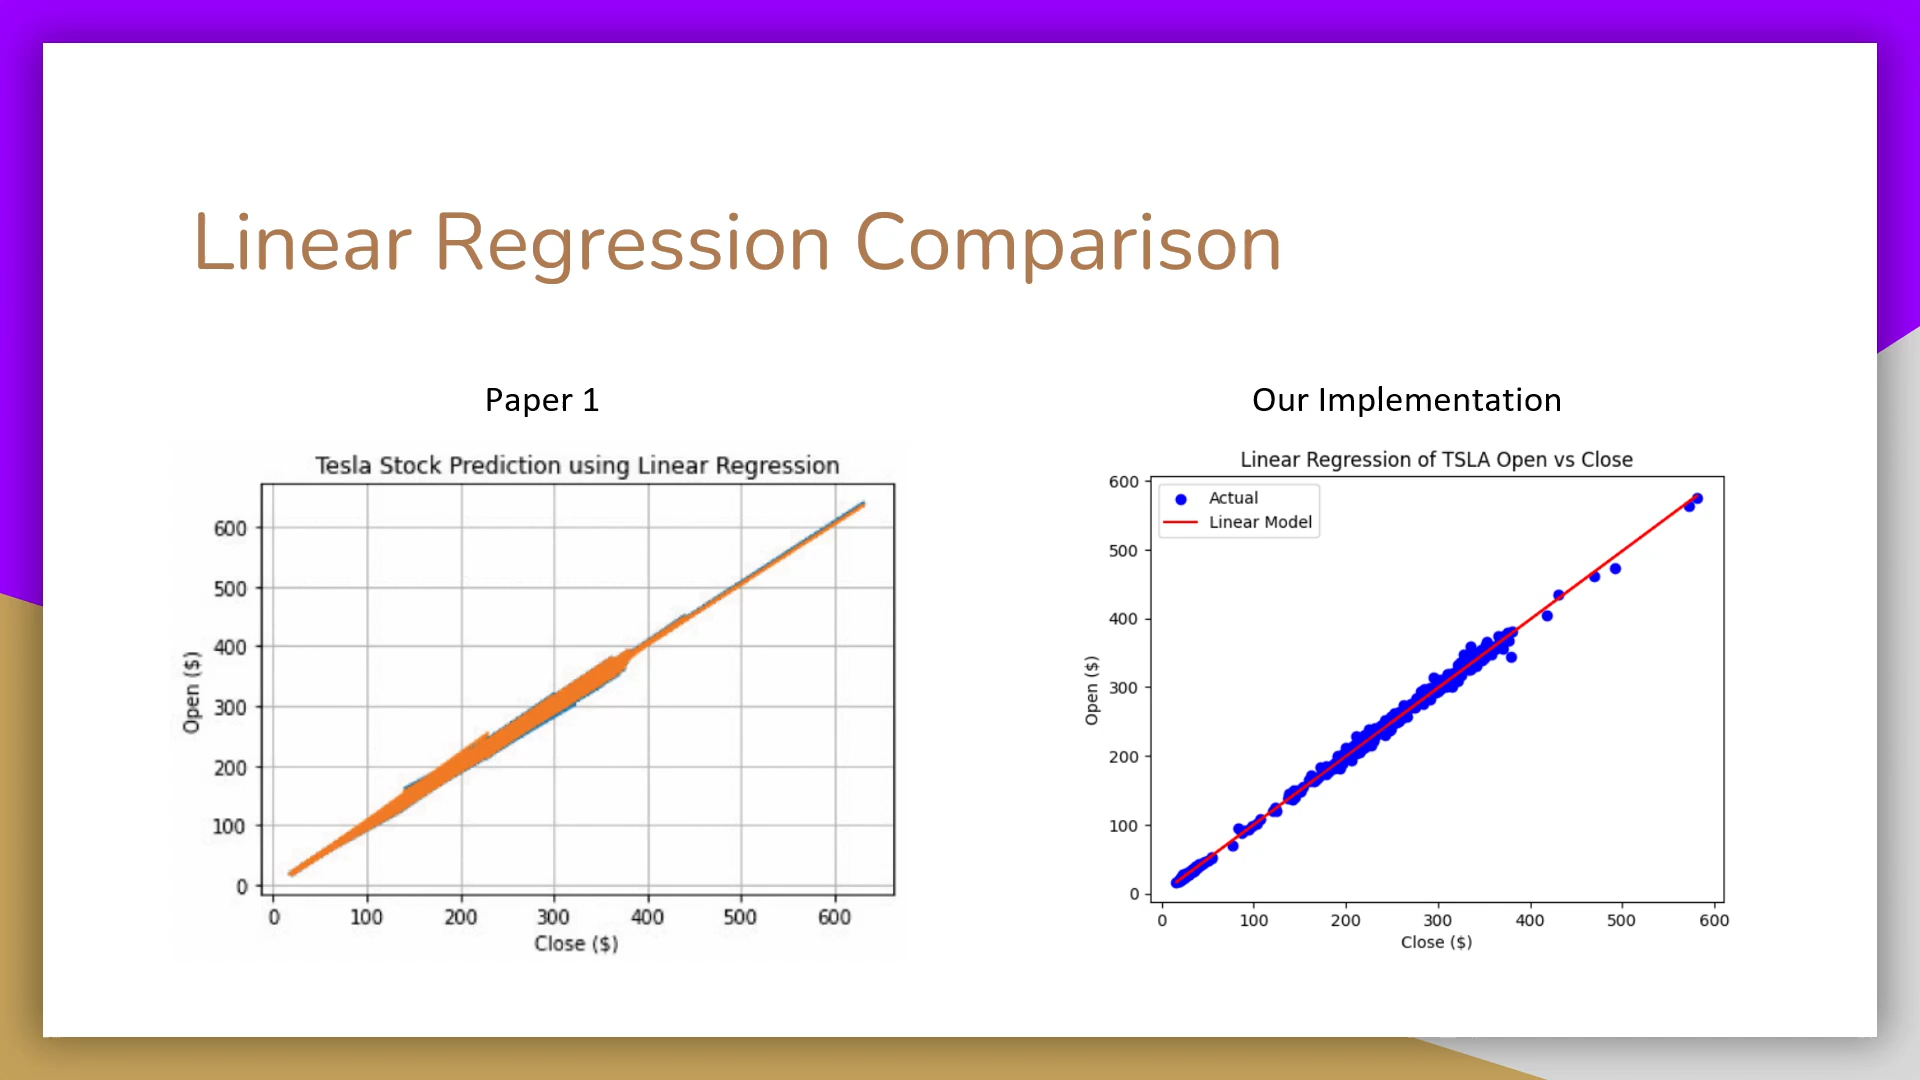 Linear Regression Comparison
Paper 1
Tesla Stock Prediction using Linear Regression
600
500
400
300
200
100
0
Open ($)
0 100 200 300 400 500 600
Close ($)
Our Implementation
Linear Regression of TSLA Open vs Close
Actual
Linear Model
600
500
400
300
200
100
0
Open ($)
0 100 200 300 400 500 600
Close ($)